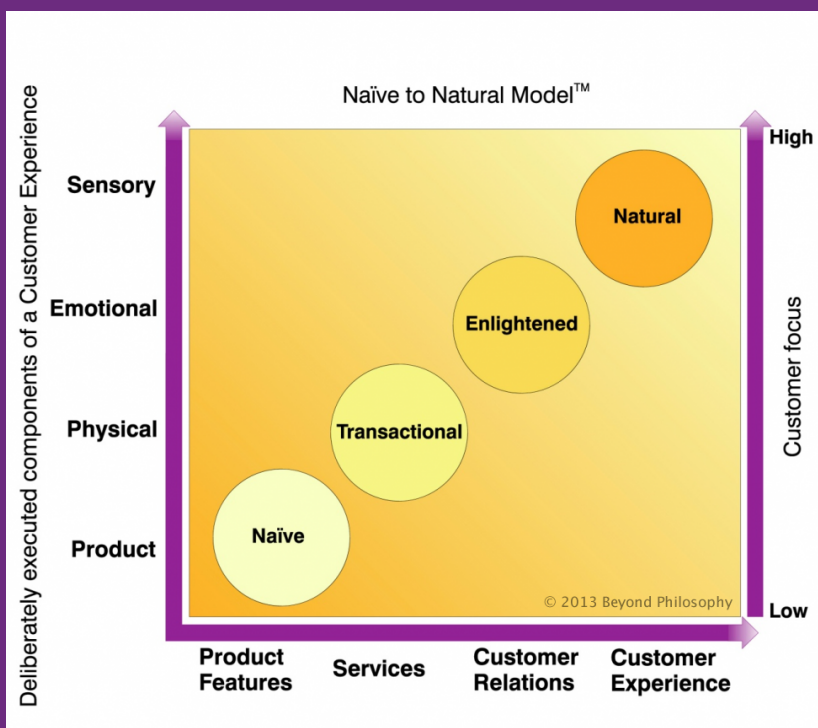 Naïve to Natural Model™
Deliberately executed components of a Customer Experience
Sensory
Emotional
Physical
Product
Natural
Enlightened
Transactional
Naïve
High
Customer focus
Low
© 2013 Beyond Philosophy
Product
Features
Services
Customer
Relations
Customer
Experience